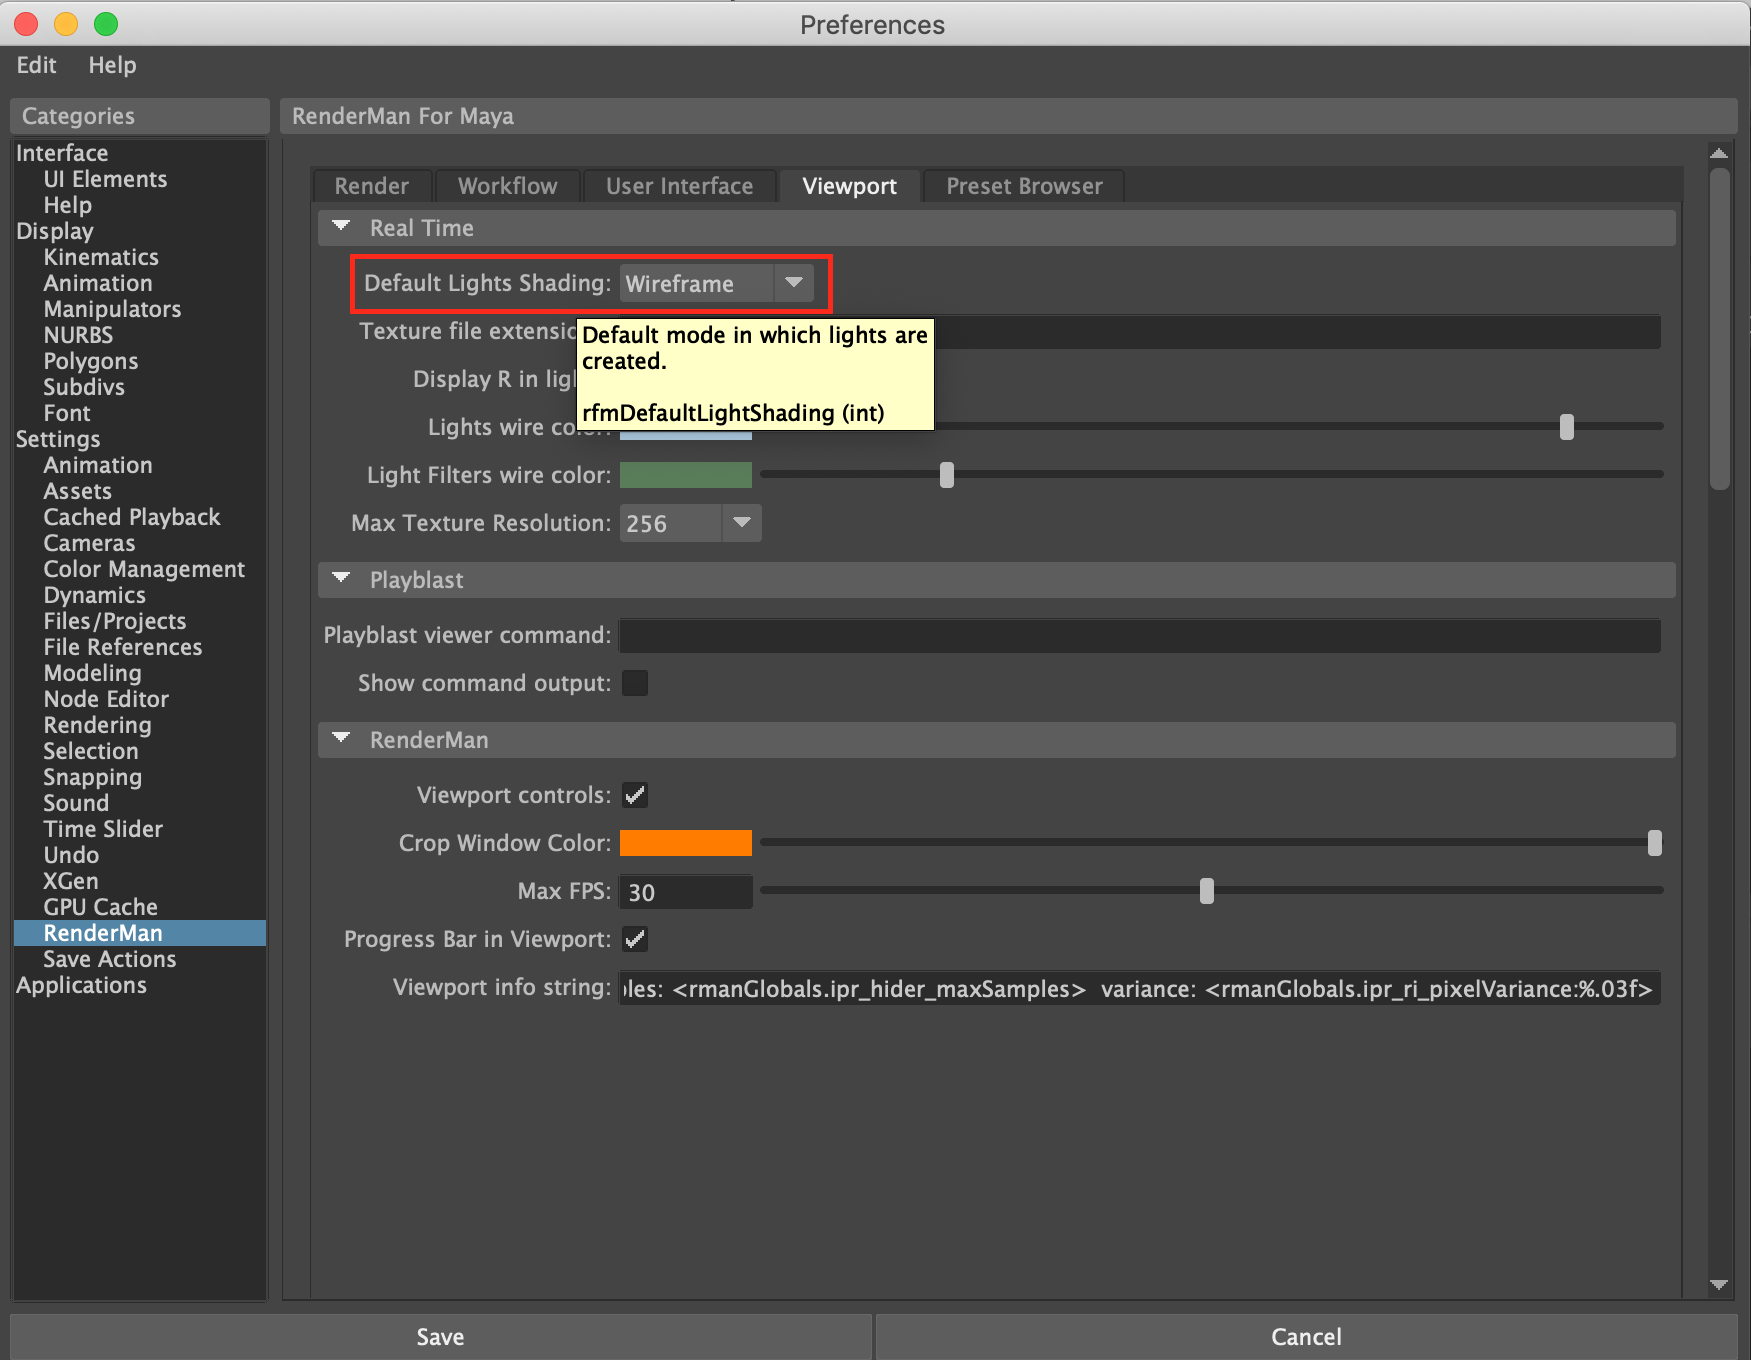 Preferences
Edit Help
Categories
Interface
UI Elements
Help
Display
Kinematics
Animation
Manipulators
NURBS
Polygons
Subdivs
Font
Settings
Animation
Assets
Cached Playback
Cameras
Color Management
Dynamics
Files/Projects
File References
Modeling
Node Editor
Rendering
Selection
Snapping
Sound
Time Slider
Undo
XGen
GPU Cache
RenderMan
Save Actions
Applications
RenderMan For Maya
Render Workflow User Interface Viewport Preset Browser
Real Time
Default Lights Shading: Wireframe
Default mode in which lights are
created.
rfmDefaultLightShading (int)
Texture file
Display R in
Lights wire
Light Filters wire color:
Max Texture Resolution: 256
Playblast
Playblast viewer command:
Show command output:
RenderMan
Viewport controls:
Crop Window Color:
Max FPS: 30
Progress Bar in Viewport:
Viewport info string: les: <rmanGlobals.ipr_hider_maxSamples> variance: <rmanGlobals.ipr_ri_pixelVariance:%.03f>
Save Cancel